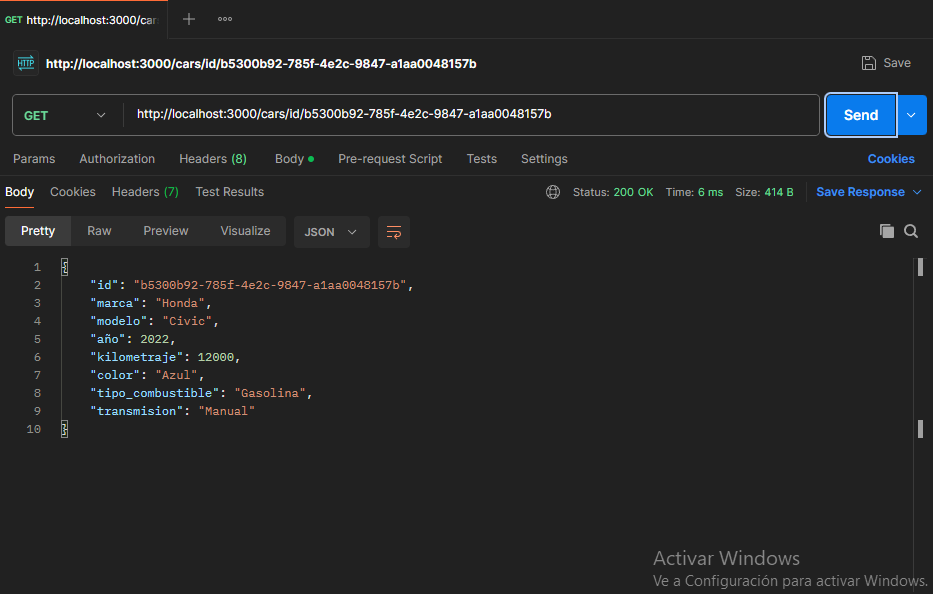 GET http://localhost:3000/car
HTTP http://localhost:3000/cars/id/b5300b92-785f-4e2c-9847-a1aa0048157b Save
GET http://localhost:3000/cars/id/b5300b92-785f-4e2c-9847-a1aa0048157b Send
Params Authorization Headers (8) Body Pre-request Script Tests Settings Cookies
Body Cookies Headers (7) Test Results Status: 200 OK Time: 6 ms Size: 414 B Save Response
Pretty Raw Preview Visualize JSON
1 {
2 "id": "b5300b92-785f-4e2c-9847-a1aa0048157b",
3 "marca": "Honda",
4 "modelo": "Civic",
5 "año": 2022,
6 "kilometraje": 12000,
7 "color": "Azul",
8 "tipo_combustible": "Gasolina",
9 "transmision": "Manual"
10 }
Activar Windows
Ve a Configuración para activar Windows.